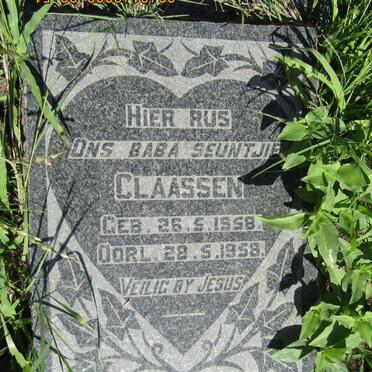 HIER RUS
ONS BABA SEUNTJIE
CLAASSEN
GEB. 26.5.1958
OORL. 28.5.1958.
VEILIG BY JESUS